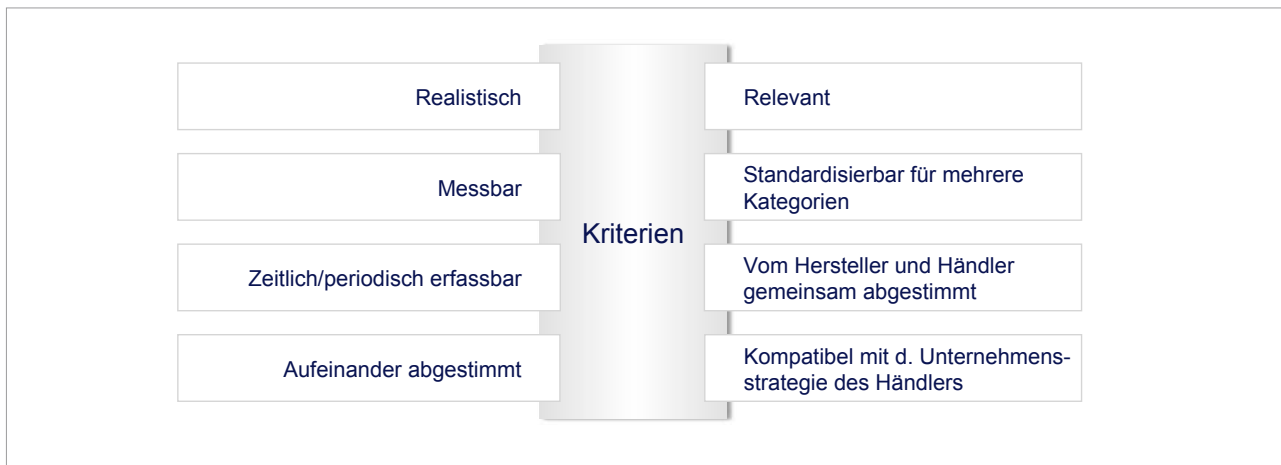 Realistisch
Messbar
Zeitlich/periodisch erfassbar
Aufeinander abgestimmt
Kriterien
Relevant
Standardisierbar für mehrere
Kategorien
Vom Hersteller und Händler
gemeinsam abgestimmt
Kompatibel mit d. Unternehmens-
strategie des Händlers